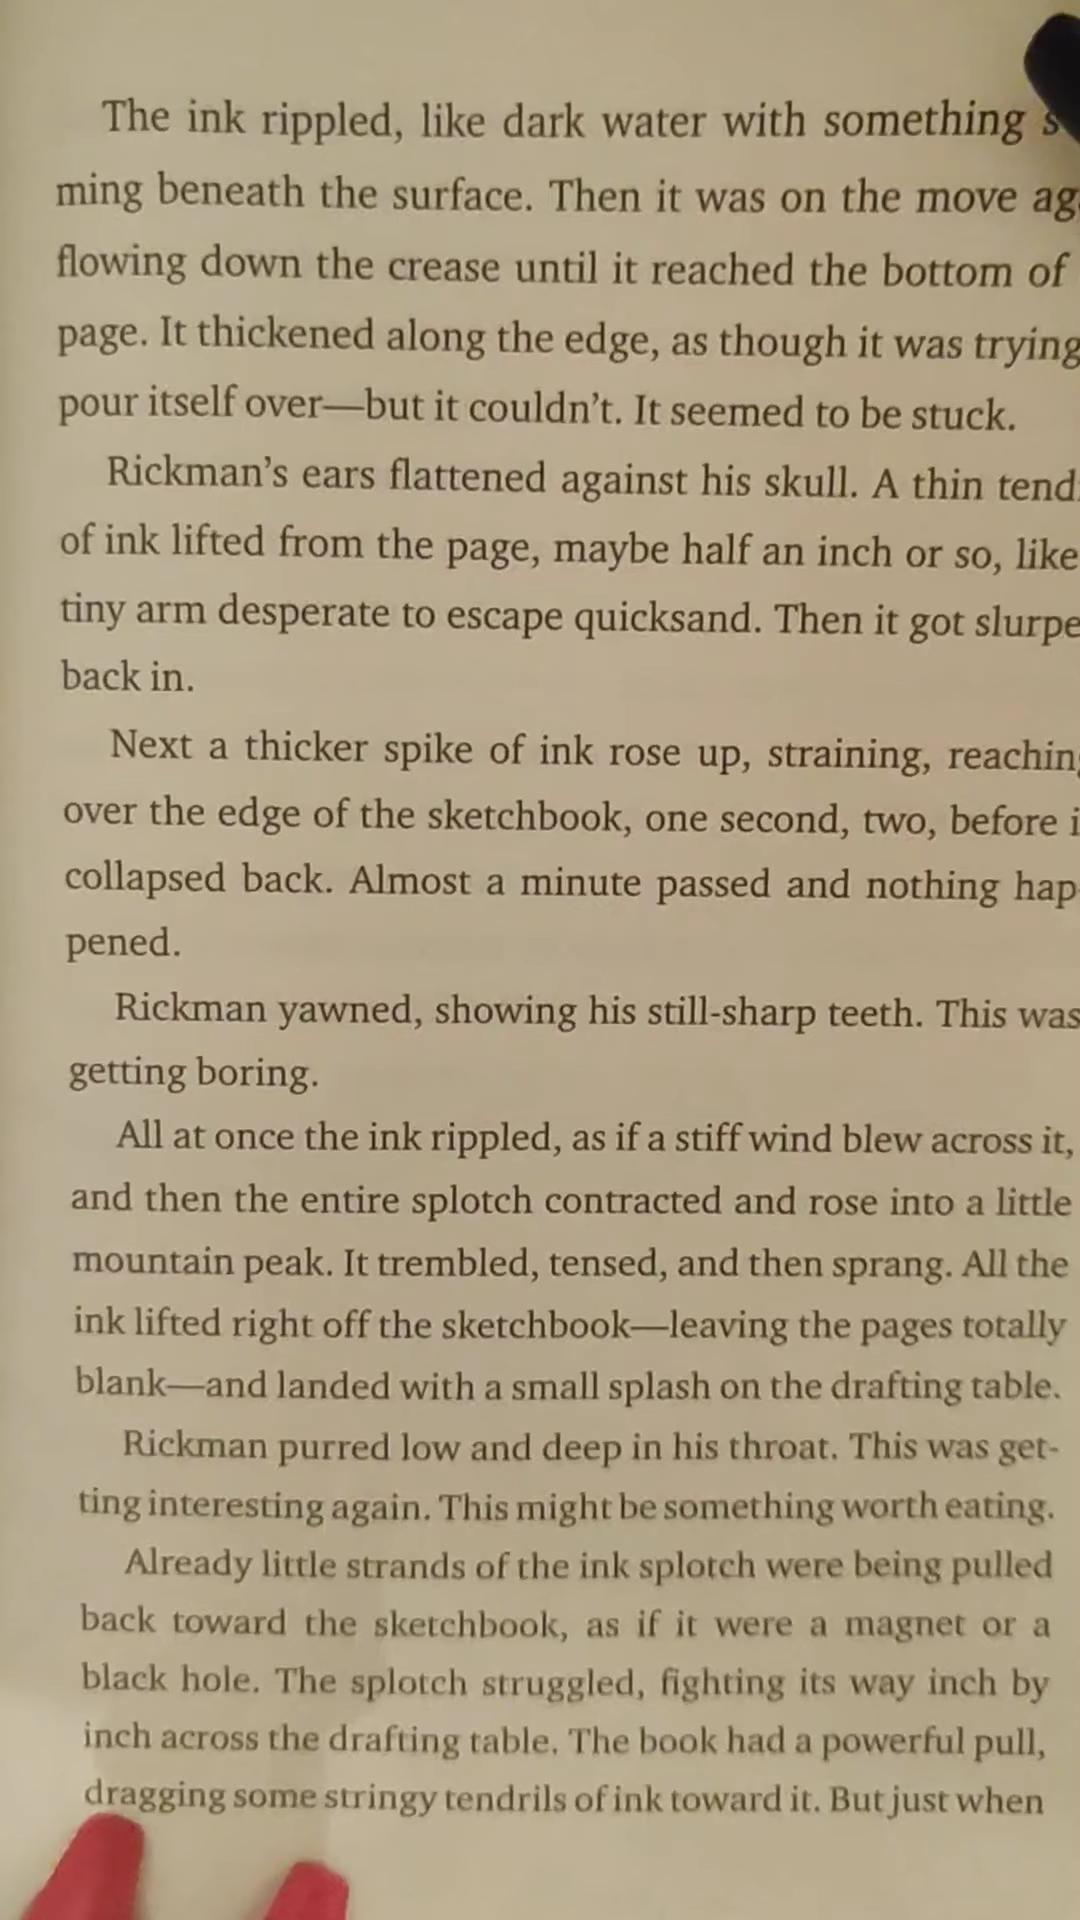 The ink rippled, like dark water with something
ming beneath the surface. Then it was on the move
flowing down the crease until it reached the bottom of
page. It thickened along the edge, as though it was trying
pour itself over—but it couldn't. It seemed to be stuck.
Rickman's ears flattened against his skull. A thin
of ink lifted from the page, maybe half an inch or so, like
tiny arm desperate to escape quicksand. Then it got
back in.
Next a thicker spike of ink rose up, straining,
over the edge of the sketchbook, one second, two, before
collapsed back. Almost a minute passed and nothing hap-
pened.
Rickman yawned, showing his still-sharp teeth. This was
getting boring.
All at once the ink rippled, as if a stiff wind blew across it,
and then the entire splotch contracted and rose into a little
mountain peak. It trembled, tensed, and then sprang. All the
ink lifted right off the sketchbook—leaving the pages totally
blank—and landed with a small splash on the drafting table.
Rickman purred low and deep in his throat. This was get-
ting interesting again. This might be something worth eating.
Already little strands of the ink splotch were being pulled
back toward the sketchbook, as if it were a magnet or a
black hole. The splotch struggled, fighting its way inch by
inch across the drafting table. The book had a powerful pull,
dragging some stringy tendrils of ink toward it. But just when